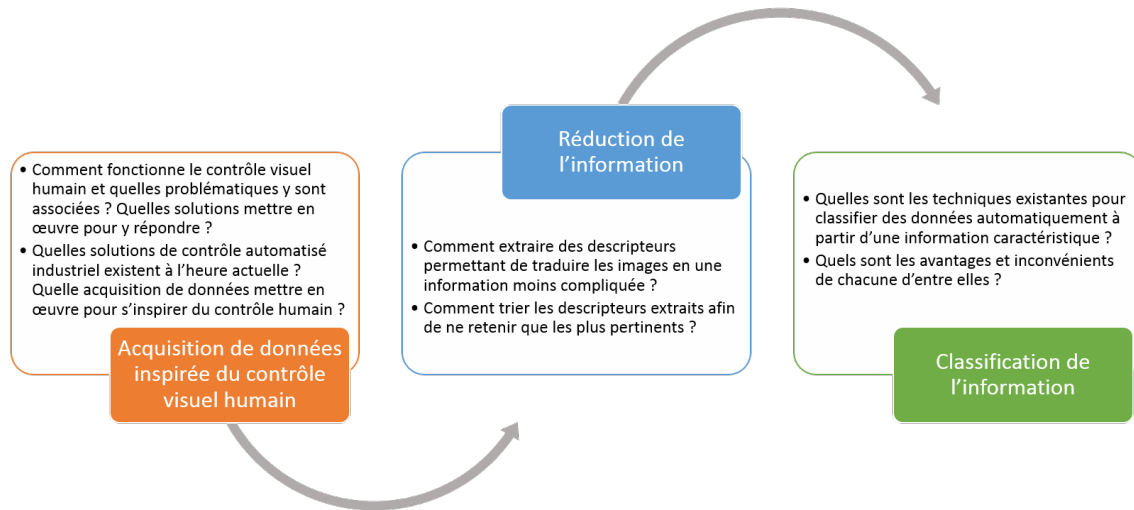 • Comment fonctionne le contrôle visuel
humain et quelles problématiques y sont
associées ? Quelles solutions mettre en
œuvre pour y répondre ?
• Quelles solutions de contrôle automatisé
industriel existent à l’heure actuelle ?
Quelle acquisition de données mettre en
œuvre pour s’inspirer du contrôle humain ?
Acquisition de données
inspirée du contrôle
visuel humain
Réduction de
l’information
• Comment extraire des descripteurs
permettant de traduire les images en une
information moins compliquée ?
• Comment trier les descripteurs extraits afin
de ne retenir que les plus pertinents ?
• Quelles sont les techniques existantes pour
classifier des données automatiquement à
partir d’une information caractéristique ?
• Quels sont les avantages et inconvénients
de chacune d’entre elles ?
Classification de
l’information